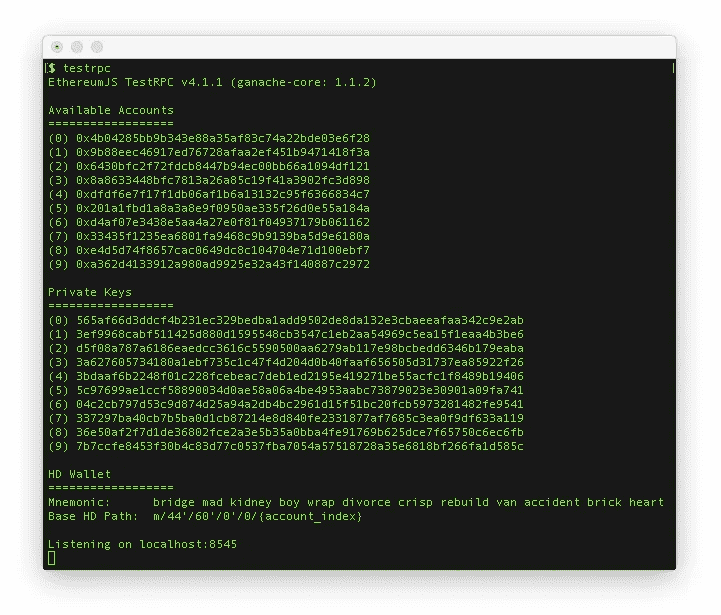 $ testrpc
EthereumJS TestRPC v4.1.1 (ganache-core: 1.1.2)
Available Accounts
==================
(0) 0x4b04285bb9b343e88a35af83c74a22bde03e6f28
(1) 0x9b88eec46917ed76728afaa2ef451b9471418f3a
(2) 0x6430bfc2f72fdcb8447b94ec00bb66a1094df121
(3) 0x8a8633448bfc7813a26a85c19f41a3902fc3d898
(4) 0xdfdf6e7f17f1db06af1b6a13132c95f6366834c7
(5) 0x201a1fbd1a8a3a8e9f0950ae335f26d0e55a184a
(6) 0xd4af07e3438e5aa4a27e0f81f04937179b061162
(7) 0x33435f1235ea6801fa9468c9b9139ba5d9e6180a
(8) 0xe4d5d74f8657cac0649dc8c104704e71d100ebf7
(9) 0xa362d4133912a980ad9925e32a43f140887c2972
Private Keys
==================
(0) 565af66d3ddcf4b231ec329bedba1add9502de8da132e3cbaeeafaa342c9e2ab
(1) 3ef9968cabf511425d880d1595548cb3547c1eb2aa54969c5ea15f1eaa4b3be6
(2) d5f08a787a6186eaedcc3616c5590500aa6279ab117e98bcbedd6346b179eaba
(3) 3a627605734180a1ebf735c1c47f4d204d0b40faaf656505d31737ea85922f26
(4) 3bdaaf6b2248f01c228fcebeac7deb1ed2195e419271be55acfc1f8489b19406
(5) 5c97699ae1ccf58890034d0ae58a06a4be4953aabc73879023e30901a09fa741
(6) 04c2cb797d53c9d874d25a94a2db4bc2961d15f51bc20fcb5973281482fe9541
(7) 337297ba40cb7b5ba0d1cb87214e8d840fe2331877af7685c3ea0f9df633a119
(8) 36e50af2f7d1de36802fce2a3e5b35a0bba4fe91769b625dce7f65750c6ec6fb
(9) 7b7ccfe8453f30b4c83d77c0537fba7054a57518728a35e6818bf266fa1d585c
HD Wallet
==================
Mnemonic:      bridge mad kidney boy wrap divorce crisp rebuild van accident brick heart
Base HD Path:  m/44'/60'/0'/0/{account_index}
Listening on localhost:8545